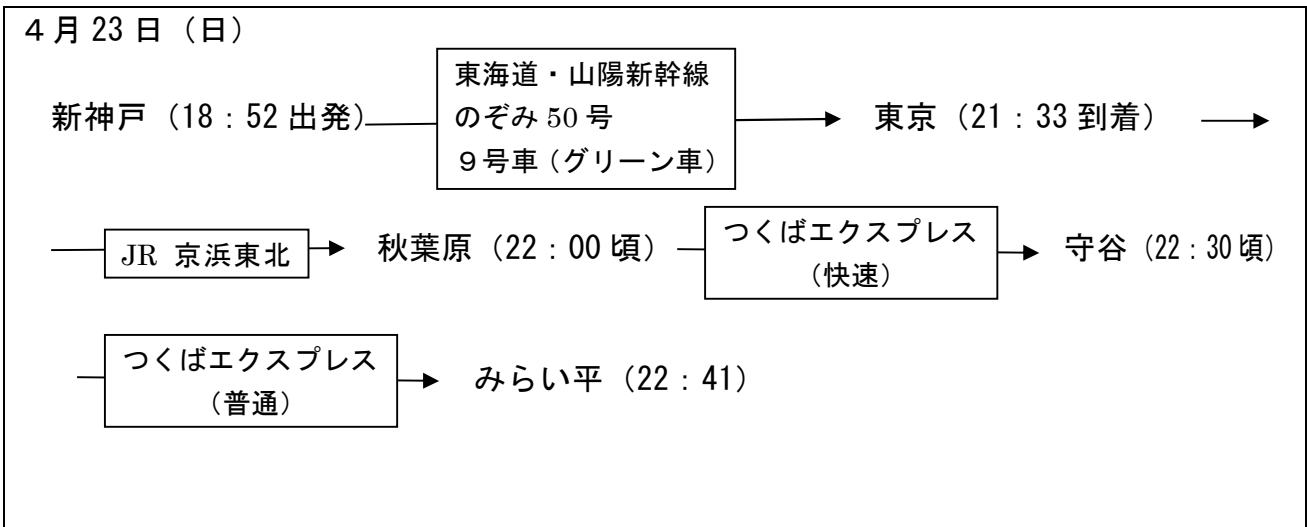 ４月23日（日）
新神戸（18：52出発）
東海道・山陽新幹線
のぞみ50号
９号車（グリーン車）
東京（21：33到着）
JR 京浜東北
秋葉原（22：00頃）
つくばエクスプレス
（快速）
守谷（22：30頃）
つくばエクスプレス
（普通）
みらい平（22：41）